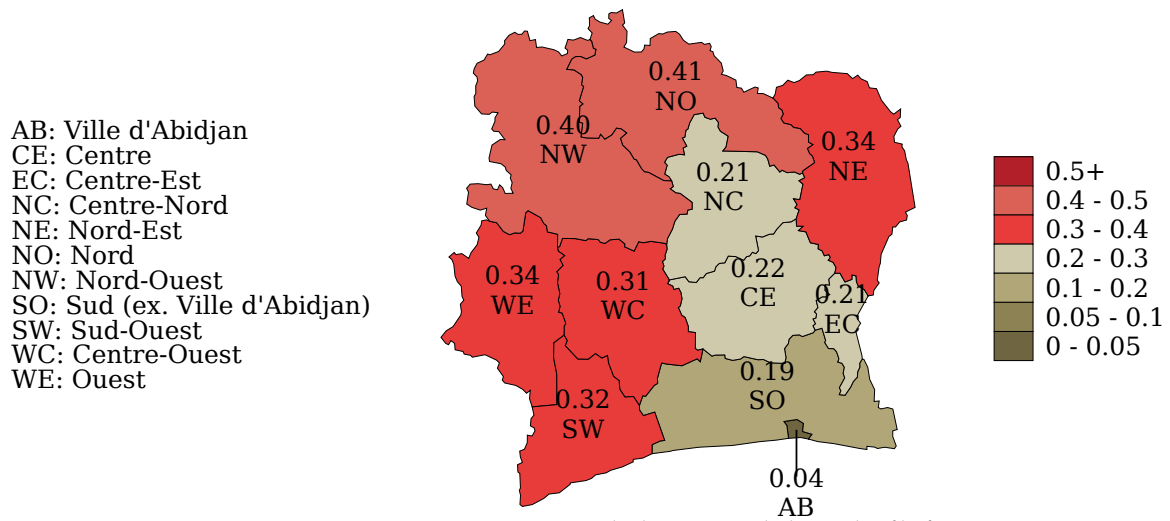 AB: Ville d'Abidjan
CE: Centre
EC: Centre-Est
NC: Centre-Nord
NE: Nord-Est
NO: Nord
NW: Nord-Ouest
SO: Sud (ex. Ville d'Abidjan)
SW: Sud-Ouest
WC: Centre-Ouest
WE: Ouest
0.41
NO
0.40
NW
0.34
NE
0.21
NC
0.34
WE
0.31
WC
0.22
CE
0.21
EC
0.32
SW
0.19
SO
0.04
AB
0.5+
0.4 - 0.5
0.3 - 0.4
0.2 - 0.3
0.1 - 0.2
0.05 - 0.1
0 - 0.05